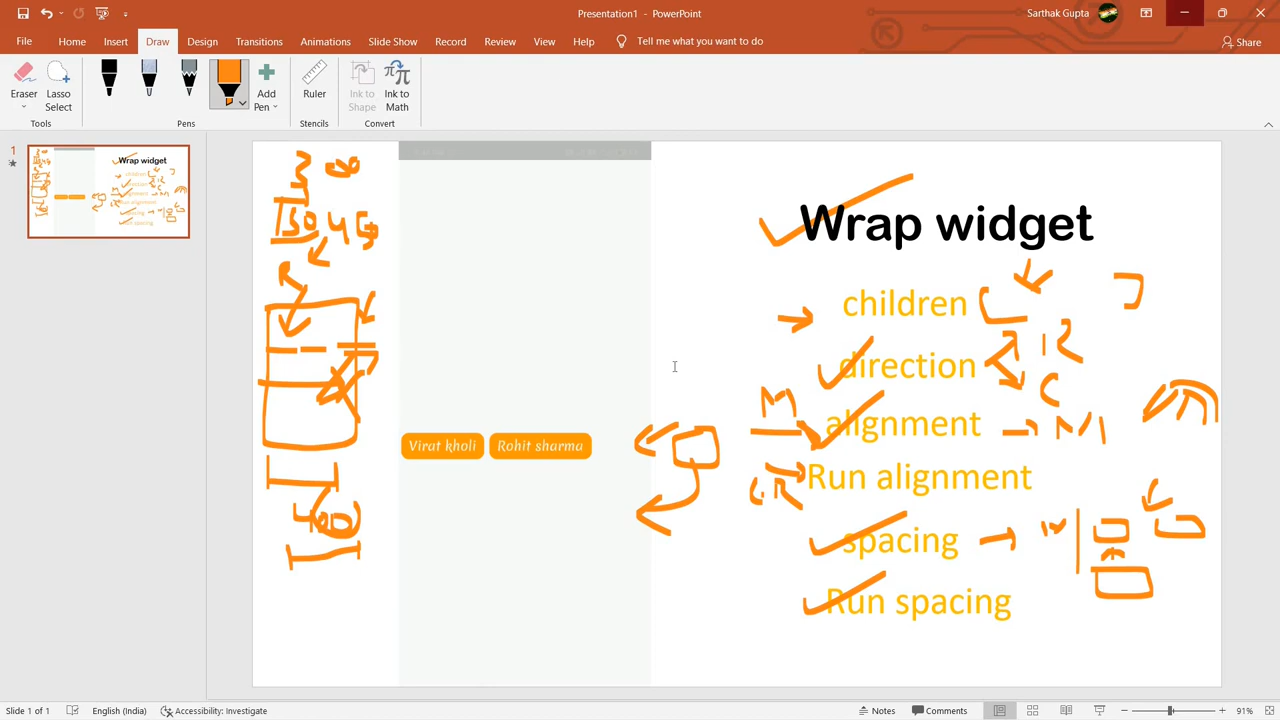 Presentation1 - PowerPoint
Sarthak Gupta
File Home Insert Draw Design Transitions Animations Slide Show Record Review View Help Tell me what you want to do Share
Eraser Lasso Select Add Pen Ruler Ink to Shape Ink to Math
Tools Pens Stencils Convert
1
Wrap widget
children
direction
alignment
Run alignment
spacing
Run spacing
Virat kholi Rohit sharma
Slide 1 of 1 English (India) Accessibility: Investigate Notes Comments 91%